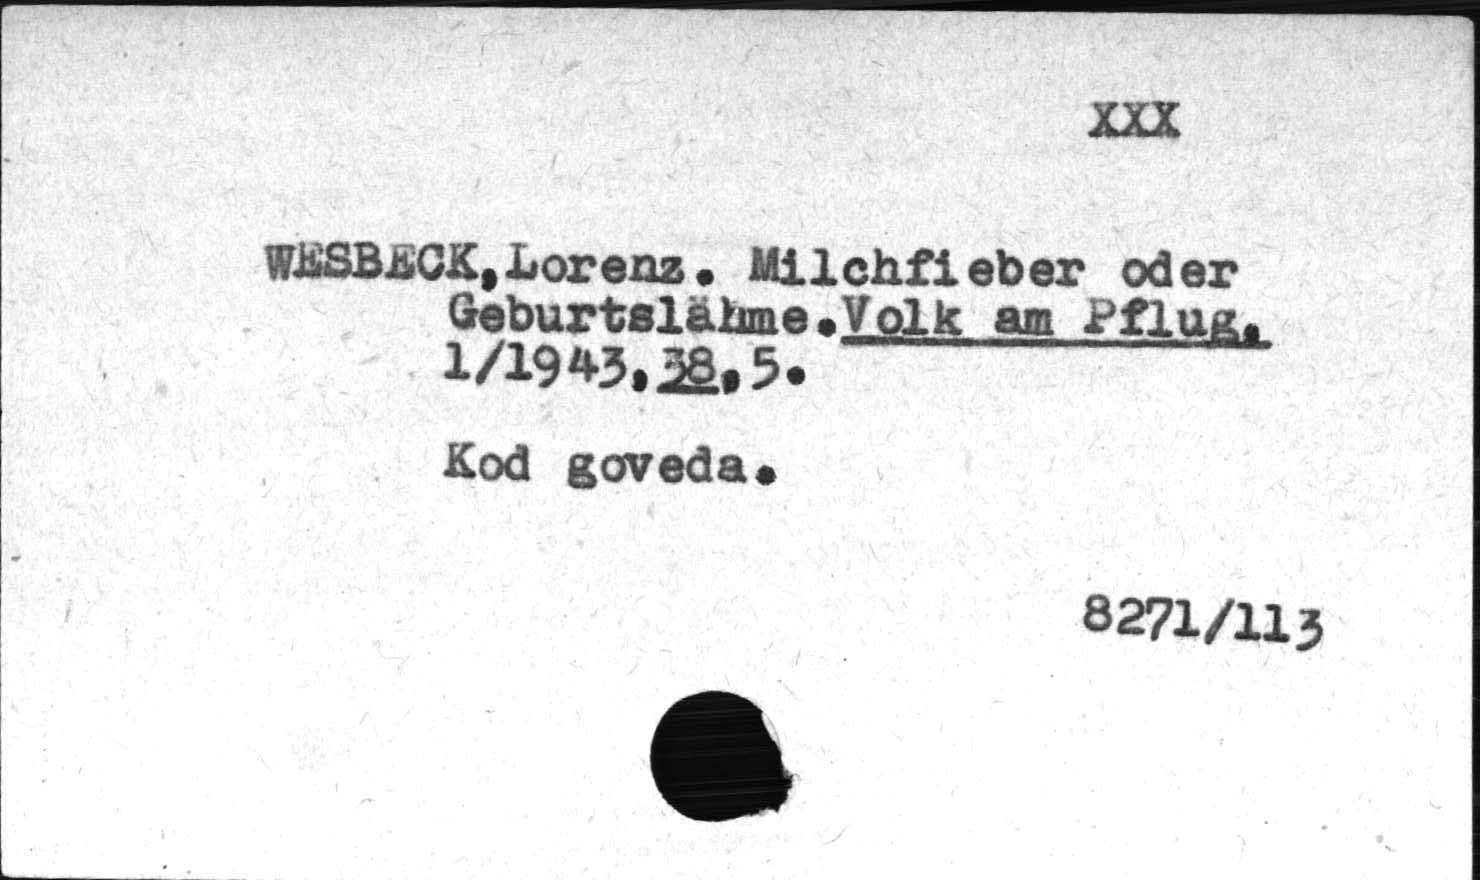 XXX
WESBECK,Lorenz. Milchfieber oder
Geburtslähme.Volk am Pflug.
1/1943,38,5.
Kod goveda.
8271/113